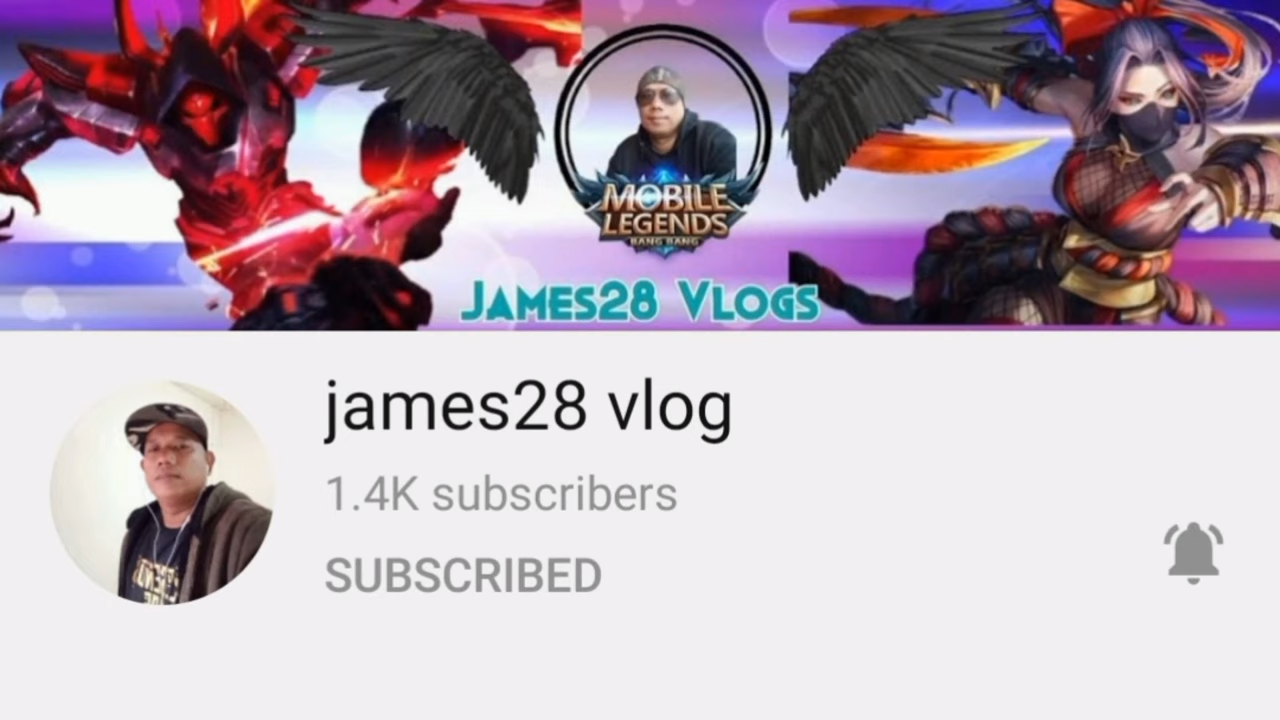 MOBILE
LEGENDS
BANG BANG
JAMES28 VLOGS
james28 vlog
1.4K subscribers
SUBSCRIBED